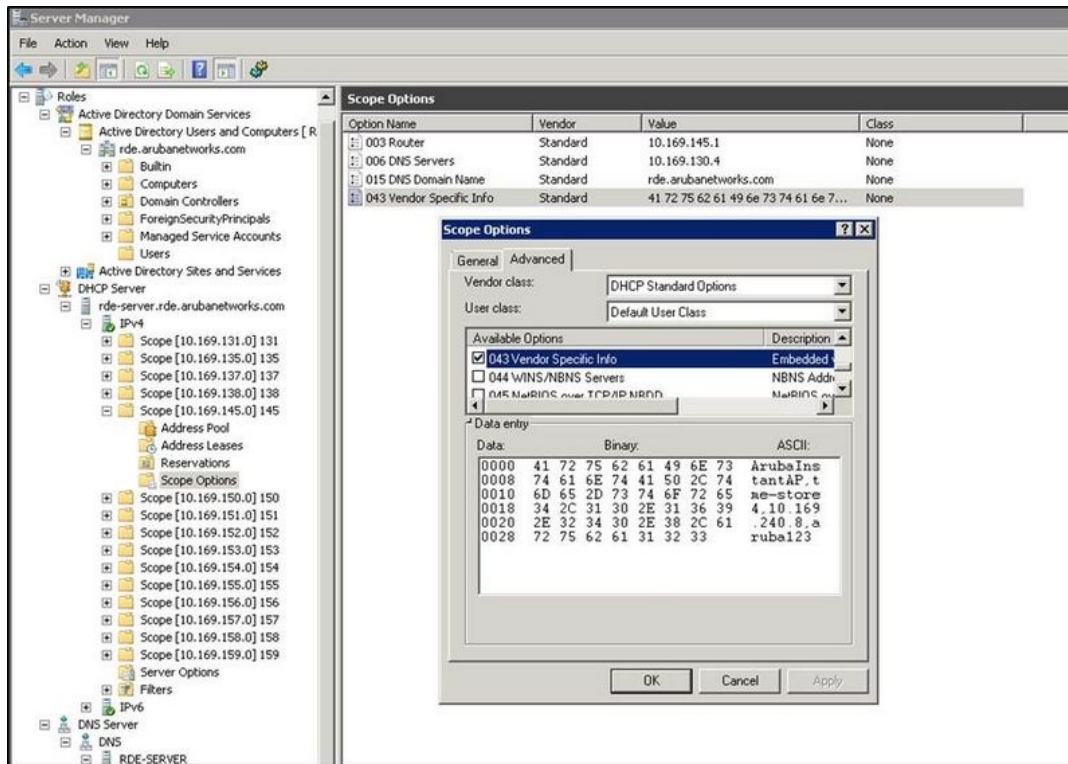 Server Manager
File Action View Help
Roles
Active Directory Domain Services
Active Directory Users and Computers [ R
rde.arubanetworks.com
Builtin
Computers
Domain Controllers
ForeignSecurityPrincipals
Managed Service Accounts
Users
Active Directory Sites and Services
DHCP Server
rde-server.rde.arubanetworks.com
IPv4
Scope [10.169.131.0] 131
Scope [10.169.135.0] 135
Scope [10.169.137.0] 137
Scope [10.169.138.0] 138
Scope [10.169.145.0] 145
Address Pool
Address Leases
Reservations
Scope Options
Scope [10.169.150.0] 150
Scope [10.169.151.0] 151
Scope [10.169.152.0] 152
Scope [10.169.153.0] 153
Scope [10.169.154.0] 154
Scope [10.169.155.0] 155
Scope [10.169.156.0] 156
Scope [10.169.157.0] 157
Scope [10.169.158.0] 158
Scope [10.169.159.0] 159
Server Options
Filters
IPv6
DNS Server
DNS
RDE-SERVER
Scope Options
Option Name Vendor Value Class
003 Router Standard 10.169.145.1 None
006 DNS Servers Standard 10.169.130.4 None
015 DNS Domain Name Standard rde.arubanetworks.com None
043 Vendor Specific Info Standard 41 72 75 62 61 49 6e 73 74 61 6e 7... None
Scope Options
General Advanced
Vendor class: DHCP Standard Options
User class: Default User Class
Available Options Description
043 Vendor Specific Info Embedded
044 WINS/NBNS Servers NBNS Addr
045 NetBIOS over TCP/IP NBDD NetBIOS
Data entry
Data: Binary: ASCII:
0000 41 72 75 62 61 49 6E 73 ArubaIns
0008 74 61 6E 74 41 50 2C 74 tantAP,t
0010 6D 65 2D 73 74 6F 72 65 me-store
0018 34 2C 31 30 2E 31 36 39 4,10.169
0020 2E 32 34 30 2E 38 2C 61 .240.8,a
0028 72 75 62 61 31 32 33 ruba123
OK Cancel Apply